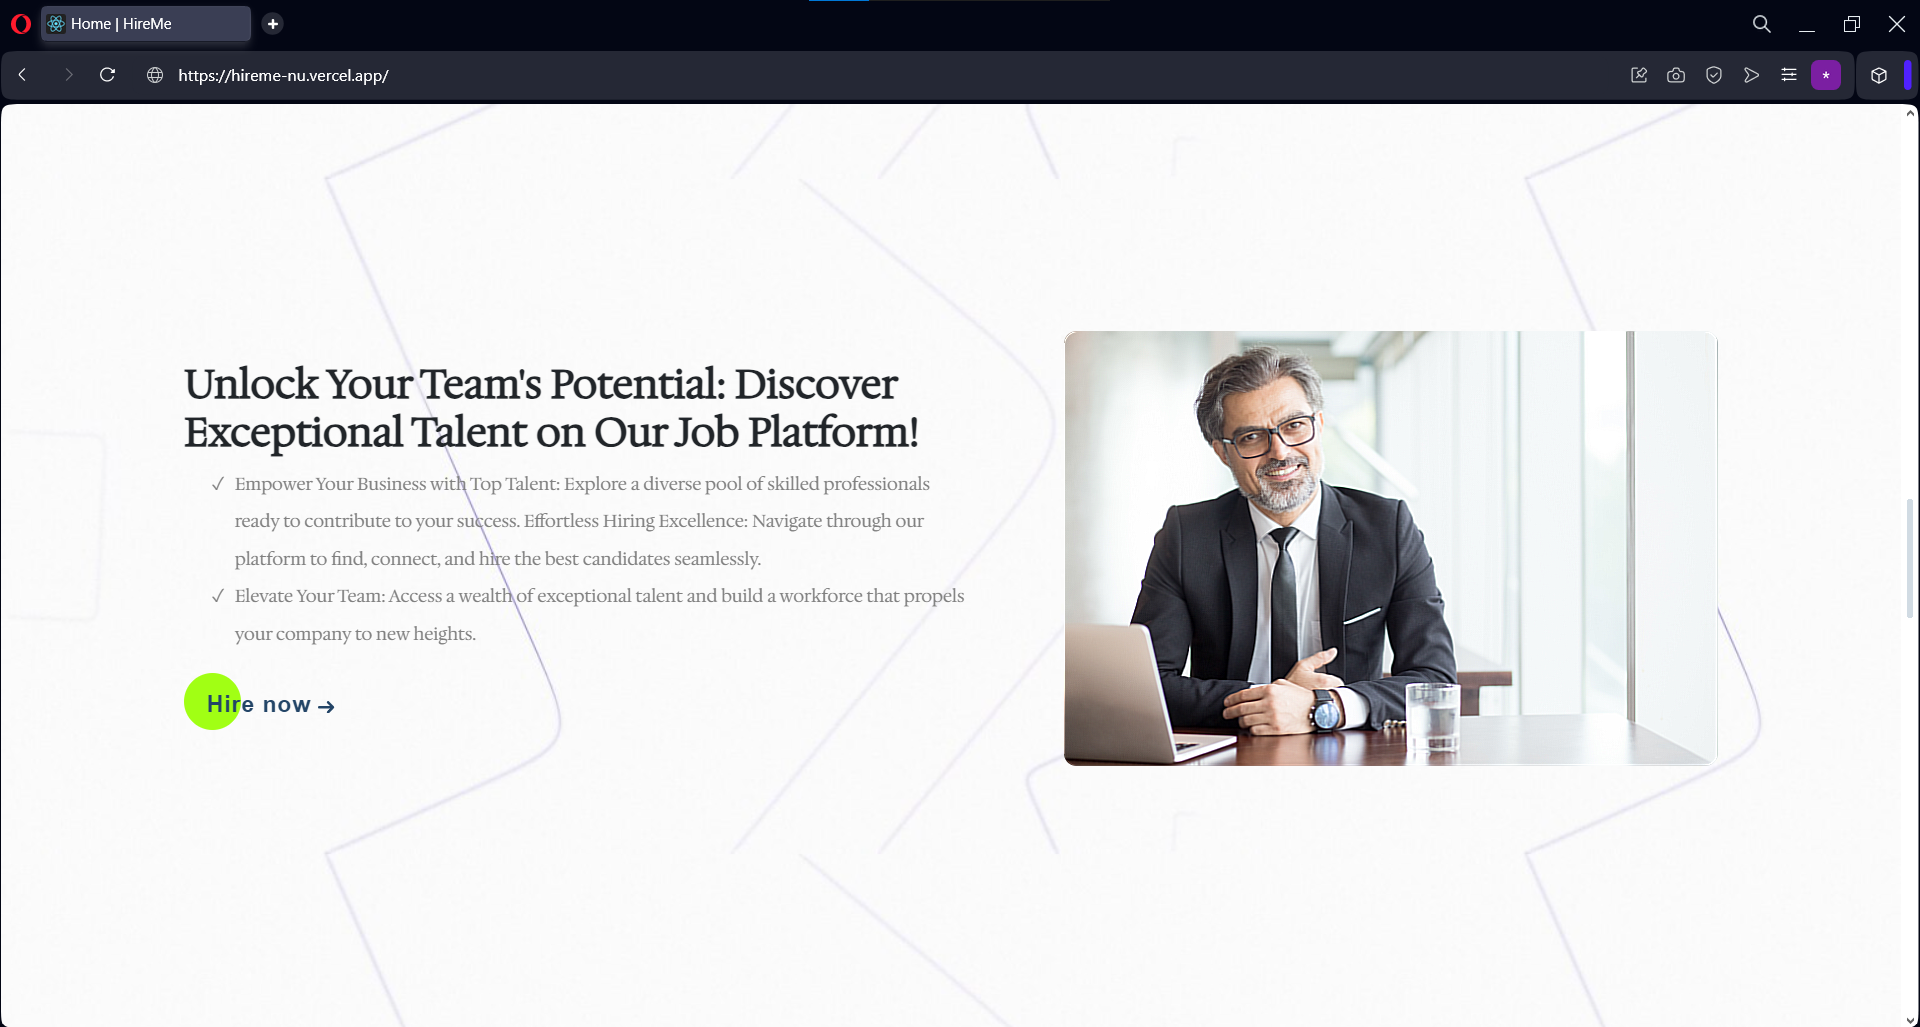 Home | HireMe
https://hireme-nu.vercel.app/
Unlock Your Team's Potential: Discover
Exceptional Talent on Our Job Platform!
✓ Empower Your Business with Top Talent: Explore a diverse pool of skilled professionals
ready to contribute to your success. Effortless Hiring Excellence: Navigate through our
platform to find, connect, and hire the best candidates seamlessly.
✓ Elevate Your Team: Access a wealth of exceptional talent and build a workforce that propels
your company to new heights.
Hire now →